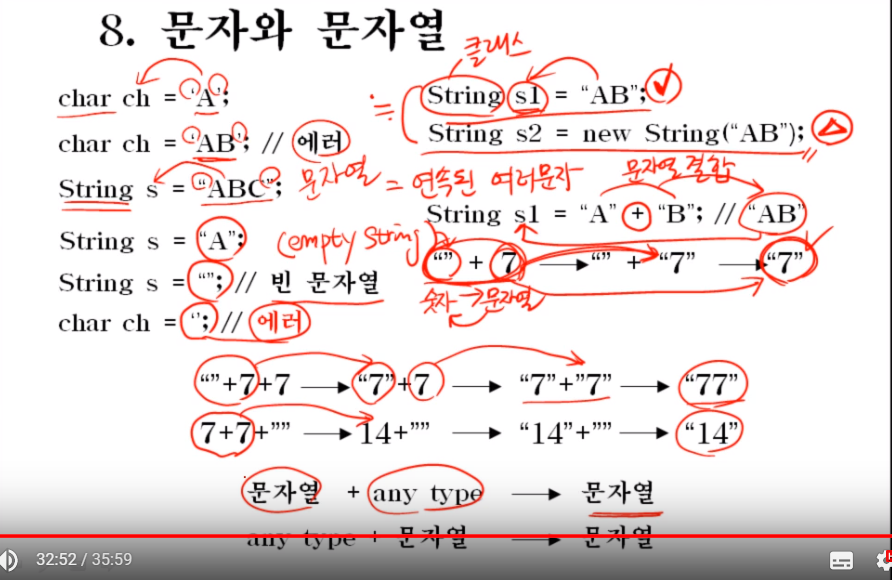 8. 문자와 문자열
클래스
char ch = 'A';
char ch = 'AB'; // 에러
String s = "ABC"; 문자열 = 연속된 여러문자
String s = "A";
(empty String)
String s = ""; // 빈 문자열
char ch = ''; // 에러
≒
String s1 = "AB";
String s2 = new String("AB");
문자열 결합
String s1 = "A" + "B"; // "AB"
"" + 7 → "" + "7" → "7"
숫자→문자열
""+7+7 → "7"+7 → "7"+"7" → "77"
7+7+"" → 14+"" → "14"+"" → "14"
문자열 + any type → 문자열
any type + 문자열 → 문자열
32:52 / 35:59